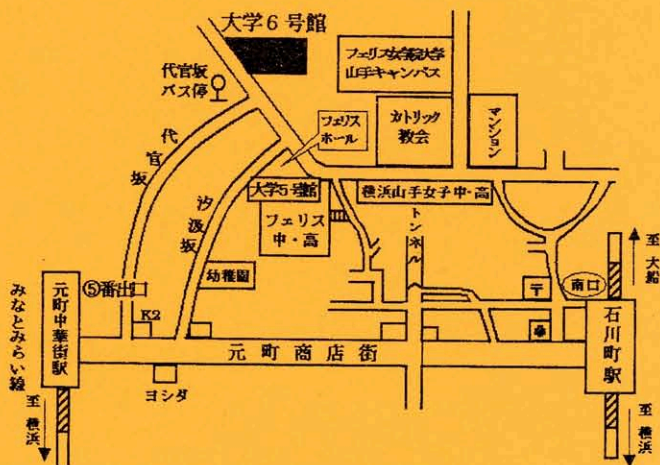 大学6号館
代官坂
バス停
フェリス女学院大学
山手キャンパス
フェリス
ホール
カトリック
教会
マンション
代官坂
汐汲坂
大学5号館
横浜山手女子中・高
フェリス
中・高
トンネル
幼稚園
至大船
〒
南口
⑤番出口
K2
元町中華街駅
みなとみらい線
元町商店街
石川町駅
ヨシダ
至横浜
至横浜